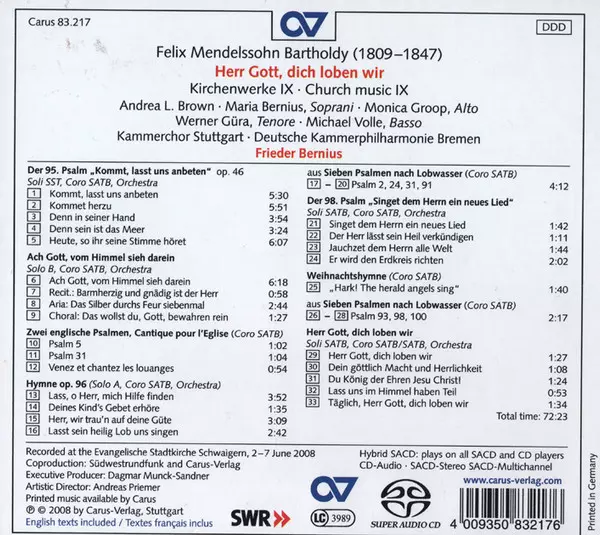 Carus 83.217
DDD
Felix Mendelssohn Bartholdy (1809–1847)
Herr Gott, dich loben wir
Kirchenwerke IX · Church music IX
Andrea L. Brown · Maria Bernius, Soprani · Monica Groop, Alto
Werner Güra, Tenore · Michael Volle, Basso
Kammerchor Stuttgart · Deutsche Kammerphilharmonie Bremen
Frieder Bernius
Der 95. Psalm „Kommt, lasst uns anbeten“ op. 46
Soli SST, Coro SATB, Orchestra
1 Kommt, lasst uns anbeten 5:30
2 Kommet herzu 5:51
3 Denn in seiner Hand 3:54
4 Denn sein ist das Meer 3:24
5 Heute, so ihr seine Stimme höret 6:07
Ach Gott, vom Himmel sieh darein
Solo B, Coro SATB, Orchestra
6 Ach Gott, vom Himmel sieh darein 6:18
7 Recit.: Barmherzig und gnädig ist der Herr 0:58
8 Aria: Das Silber durchs Feur siebenmal 2:44
9 Choral: Das wollst du, Gott, bewahren rein 1:27
Zwei englische Psalmen, Cantique pour l'Eglise (Coro SATB)
10 Psalm 5 1:02
11 Psalm 31 1:04
12 Venez et chantez les louanges 0:54
Hymne op. 96 (Solo A, Coro SATB, Orchestra)
13 Lass, o Herr, mich Hilfe finden 3:52
14 Deines Kind's Gebet erhöre 1:35
15 Herr, wir trau'n auf deine Güte 3:09
16 Lasst sein heilig Lob uns singen 2:42
aus Sieben Psalmen nach Lobwasser (Coro SATB)
17 – 20 Psalm 2, 24, 31, 91 4:12
Der 98. Psalm „Singet dem Herrn ein neues Lied“
Soli SATB, Coro SATB, Orchestra
21 Singet dem Herrn ein neues Lied 1:42
22 Der Herr lässt sein Heil verkündigen 1:11
23 Jauchzet dem Herrn alle Welt 1:44
24 Er wird den Erdkreis richten 2:02
Weihnachtshymne (Coro SATB)
25 „Hark! The herald angels sing“ 1:40
aus Sieben Psalmen nach Lobwasser (Coro SATB)
26 – 28 Psalm 93, 98, 100 2:17
Herr Gott, dich loben wir
Soli SATB, Coro SATB/SATB, Orchestra
29 Herr Gott, dich loben wir 1:27
30 Dein göttlich Macht und Herrlichkeit 1:08
31 Du König der Ehren Jesu Christ! 1:24
32 Lass uns im Himmel haben Teil 0:53
33 Täglich, Herr Gott, dich loben wir 1:34
Total time: 72:23
Recorded at the Evangelische Stadtkirche Schwaigern, 2–7 June 2008
Coproduction: Südwestrundfunk and Carus-Verlag
Executive Producer: Dagmar Munck-Sandner
Artistic Director: Andreas Priemer
Printed music available by Carus
℗ © 2008 by Carus-Verlag, Stuttgart
English texts included / Textes français inclus
SWR
LC 3989
Hybrid SACD: plays on all SACD and CD players
CD-Audio · SACD-Stereo SACD-Multichannel
SUPER AUDIO CD
www.carus-verlag.com
4 009350 832176
Printed in Germany